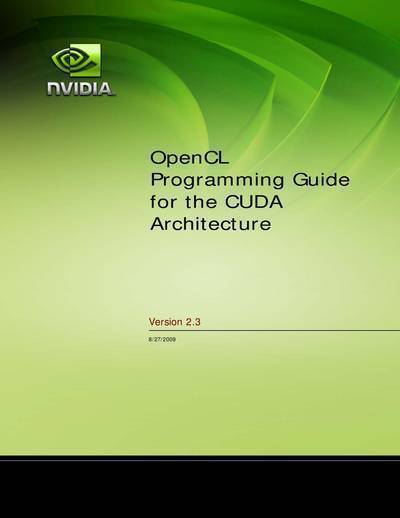 NVIDIA.
OpenCL
Programming Guide
for the CUDA
Architecture
Version 2.3
8/27/2009